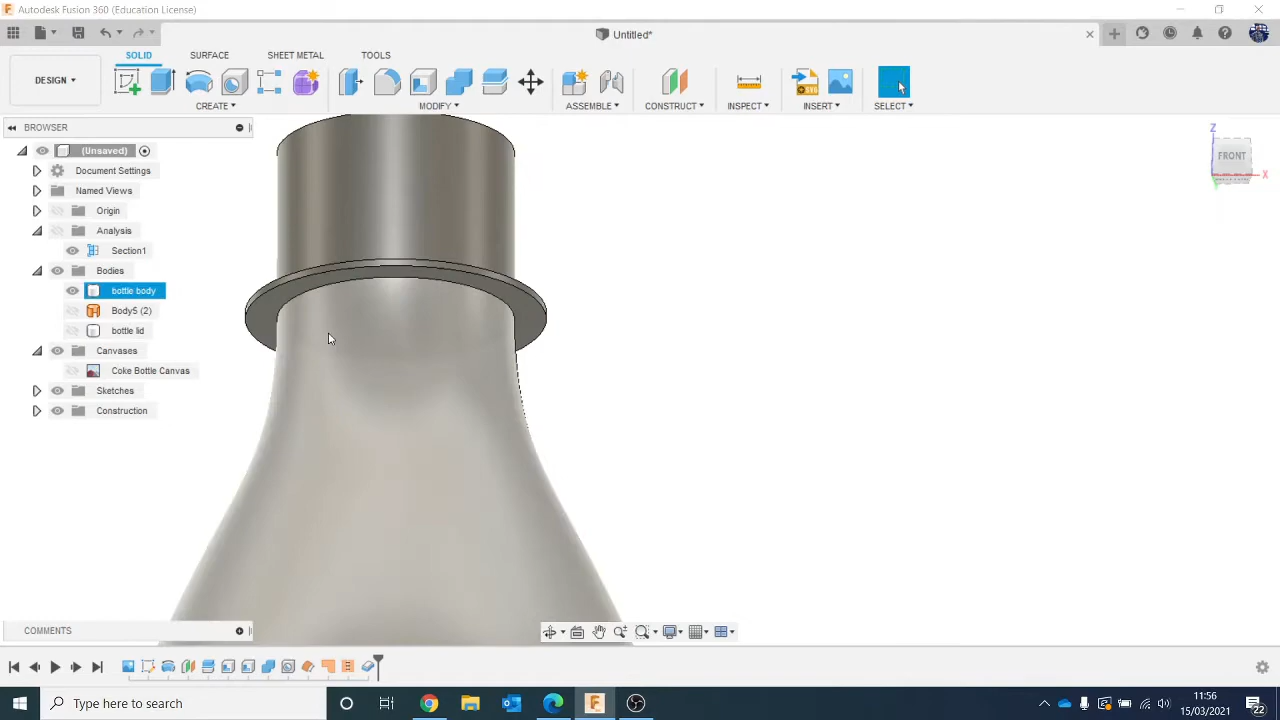 Autodesk Fusion 360 (Education License)
Untitled*
SOLID SURFACE SHEET METAL TOOLS
DESIGN
CREATE MODIFY ASSEMBLE CONSTRUCT INSPECT INSERT SELECT
BROWSER
(Unsaved)
Document Settings
Named Views
Origin
Analysis
Section1
Bodies
bottle body
Body5 (2)
bottle lid
Canvases
Coke Bottle Canvas
Sketches
Construction
Z
FRONT
X
COMMENTS
Type here to search
11:56
15/03/2021
22